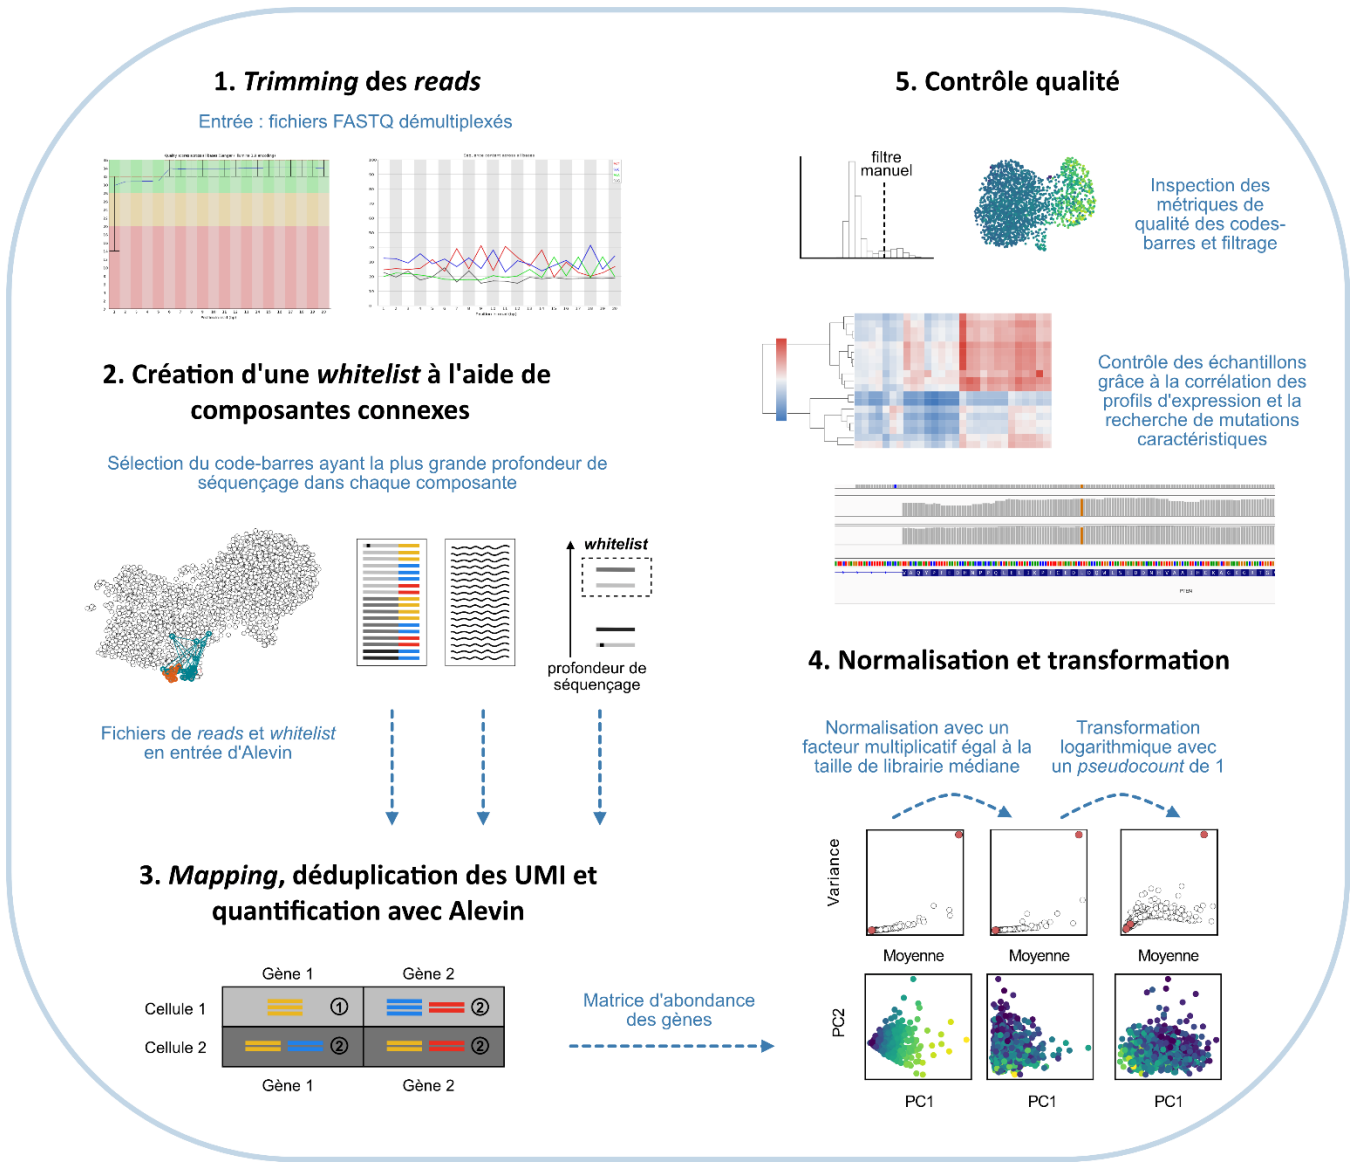 1. Trimming des reads
Entrée : fichiers FASTQ démultiplexés
2. Création d'une whitelist à l'aide de
composantes connexes
Sélection du code-barres ayant la plus grande profondeur de
séquençage dans chaque composante
whitelist
profondeur de
séquençage
Fichiers de reads et whitelist
en entrée d'Alevin
3. Mapping, déduplication des UMI et
quantification avec Alevin
Gène 1
Gène 2
Cellule 1
1
2
Cellule 2
2
2
Gène 1
Gène 2
Matrice d'abondance
des gènes
5. Contrôle qualité
filtre
manuel
Inspection des
métriques de
qualité des codes-
barres et filtrage
Contrôle des échantillons
grâce à la corrélation des
profils d'expression et la
recherche de mutations
caractéristiques
PTEN
4. Normalisation et transformation
Normalisation avec un
facteur multiplicatif égal à la
taille de librairie médiane
Transformation
logarithmique avec
un pseudocount de 1
Variance
Moyenne
Moyenne
Moyenne
PC2
PC1
PC1
PC1